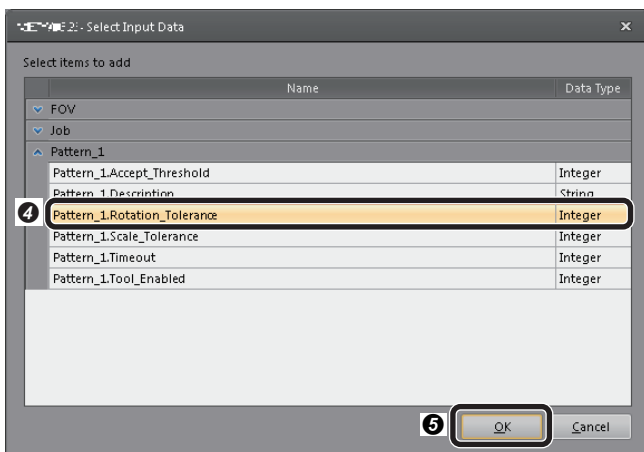 - Select Input Data
Select items to add
Name Data Type
FOV
Job
Pattern_1
Pattern_1.Accept_Threshold Integer
Pattern_1.Description String
4 Pattern_1.Rotation_Tolerance Integer
Pattern_1.Scale_Tolerance Integer
Pattern_1.Timeout Integer
Pattern_1.Tool_Enabled Integer
5 OK Cancel